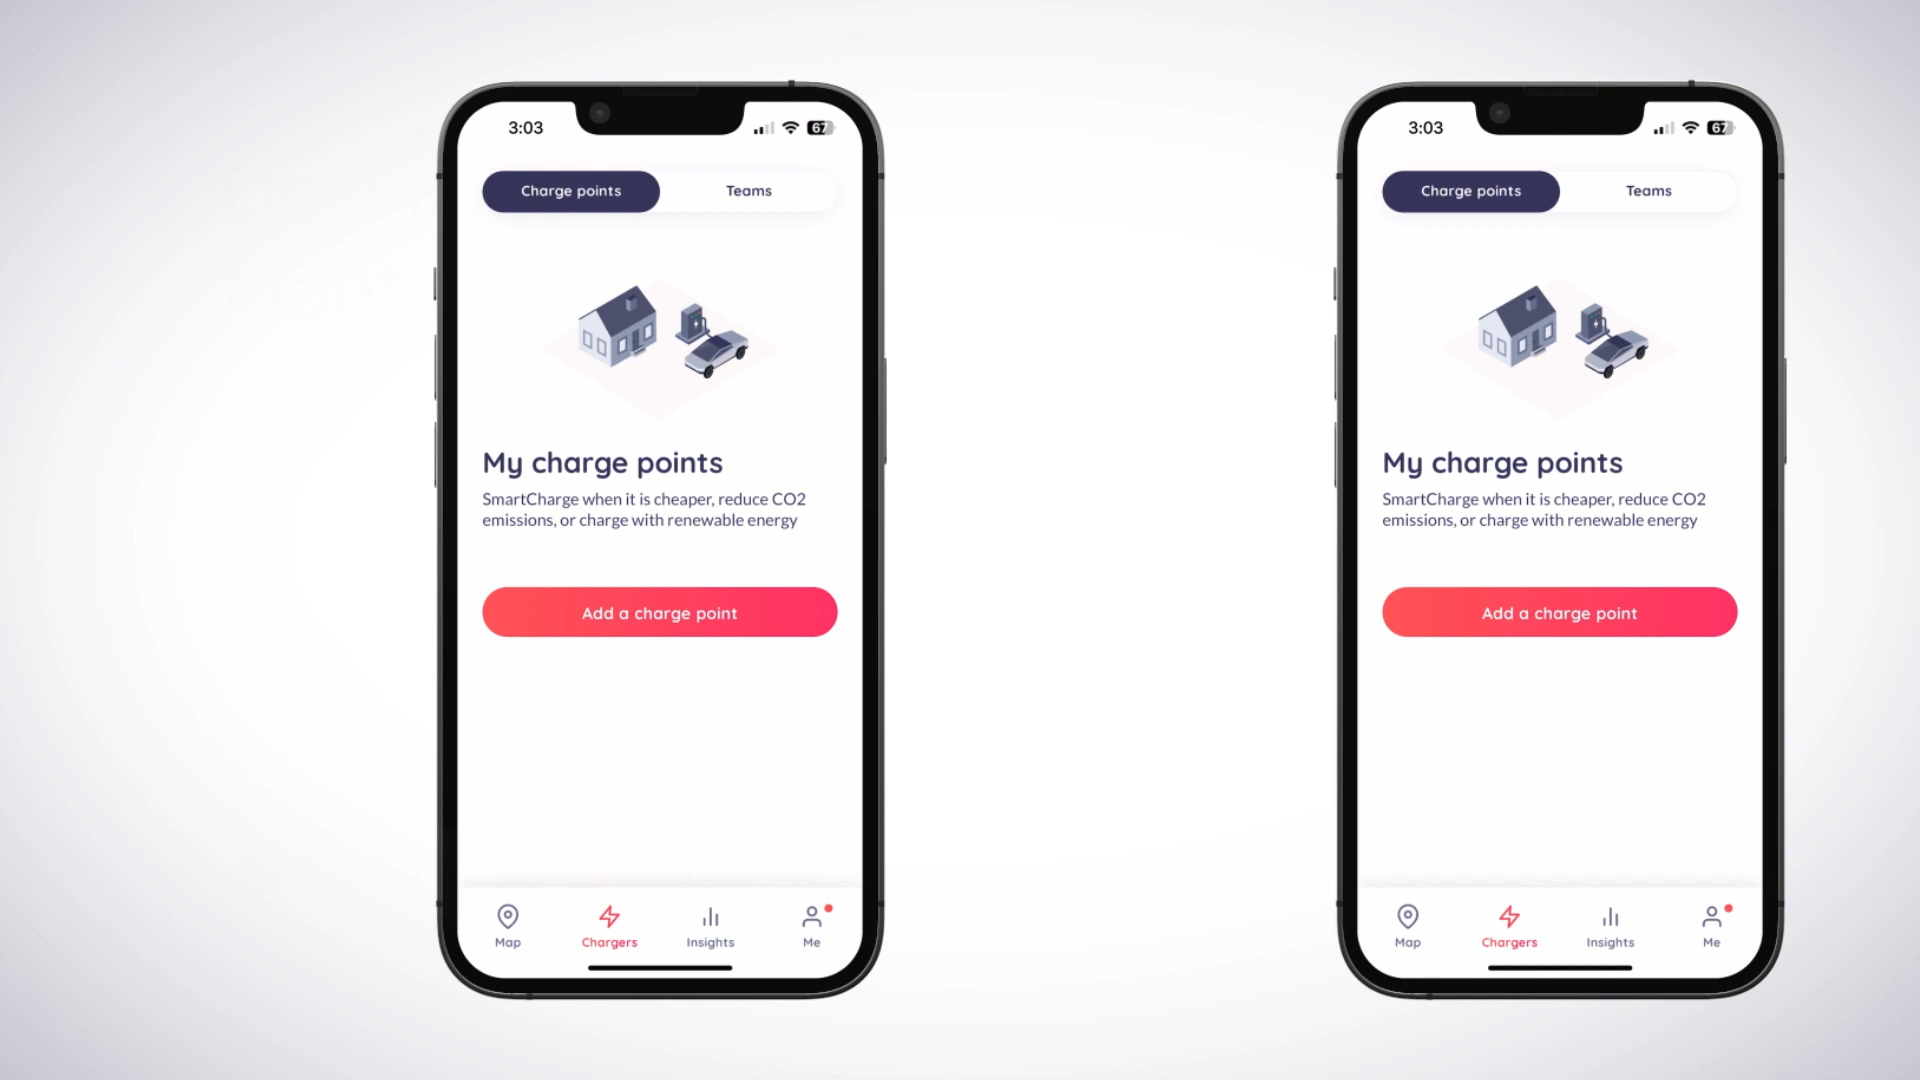 3:03
67
Charge points
Teams
My charge points
SmartCharge when it is cheaper, reduce CO2
emissions, or charge with renewable energy
Add a charge point
Map
Chargers
Insights
Me
3:03
67
Charge points
Teams
My charge points
SmartCharge when it is cheaper, reduce CO2
emissions, or charge with renewable energy
Add a charge point
Map
Chargers
Insights
Me